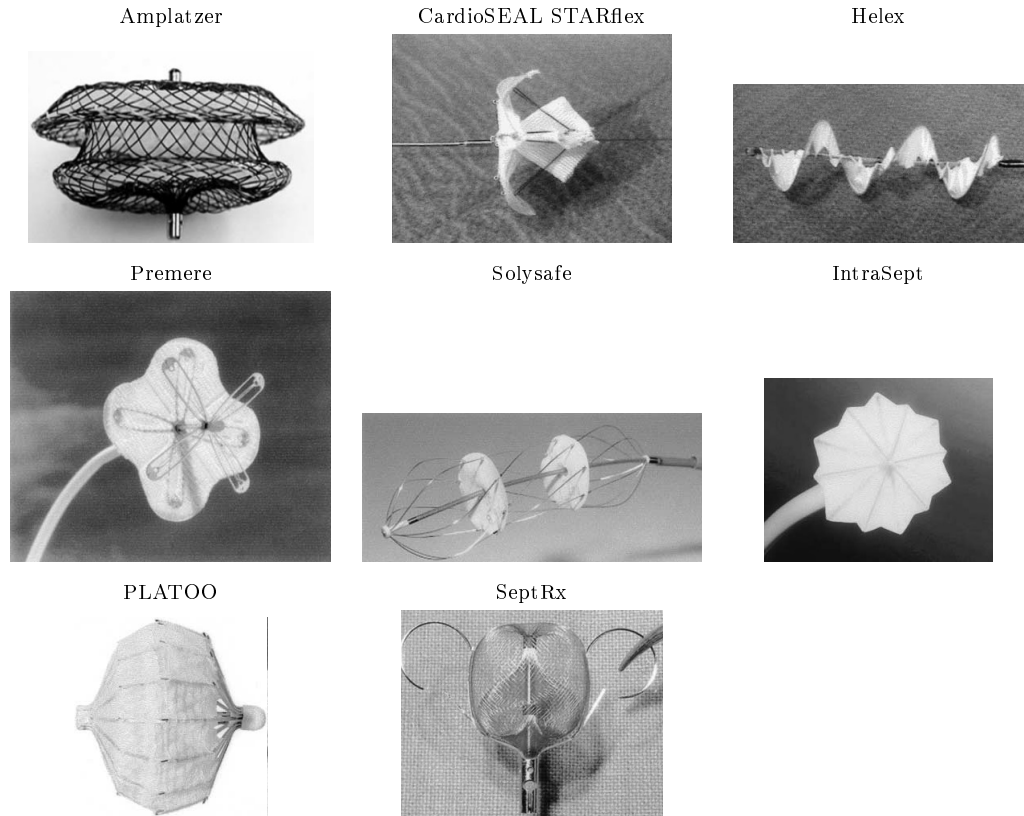 Amplatzer
CardioSEAL STARflex
Helex
Premere
Solysafe
IntraSept
PLATOO
SeptRx